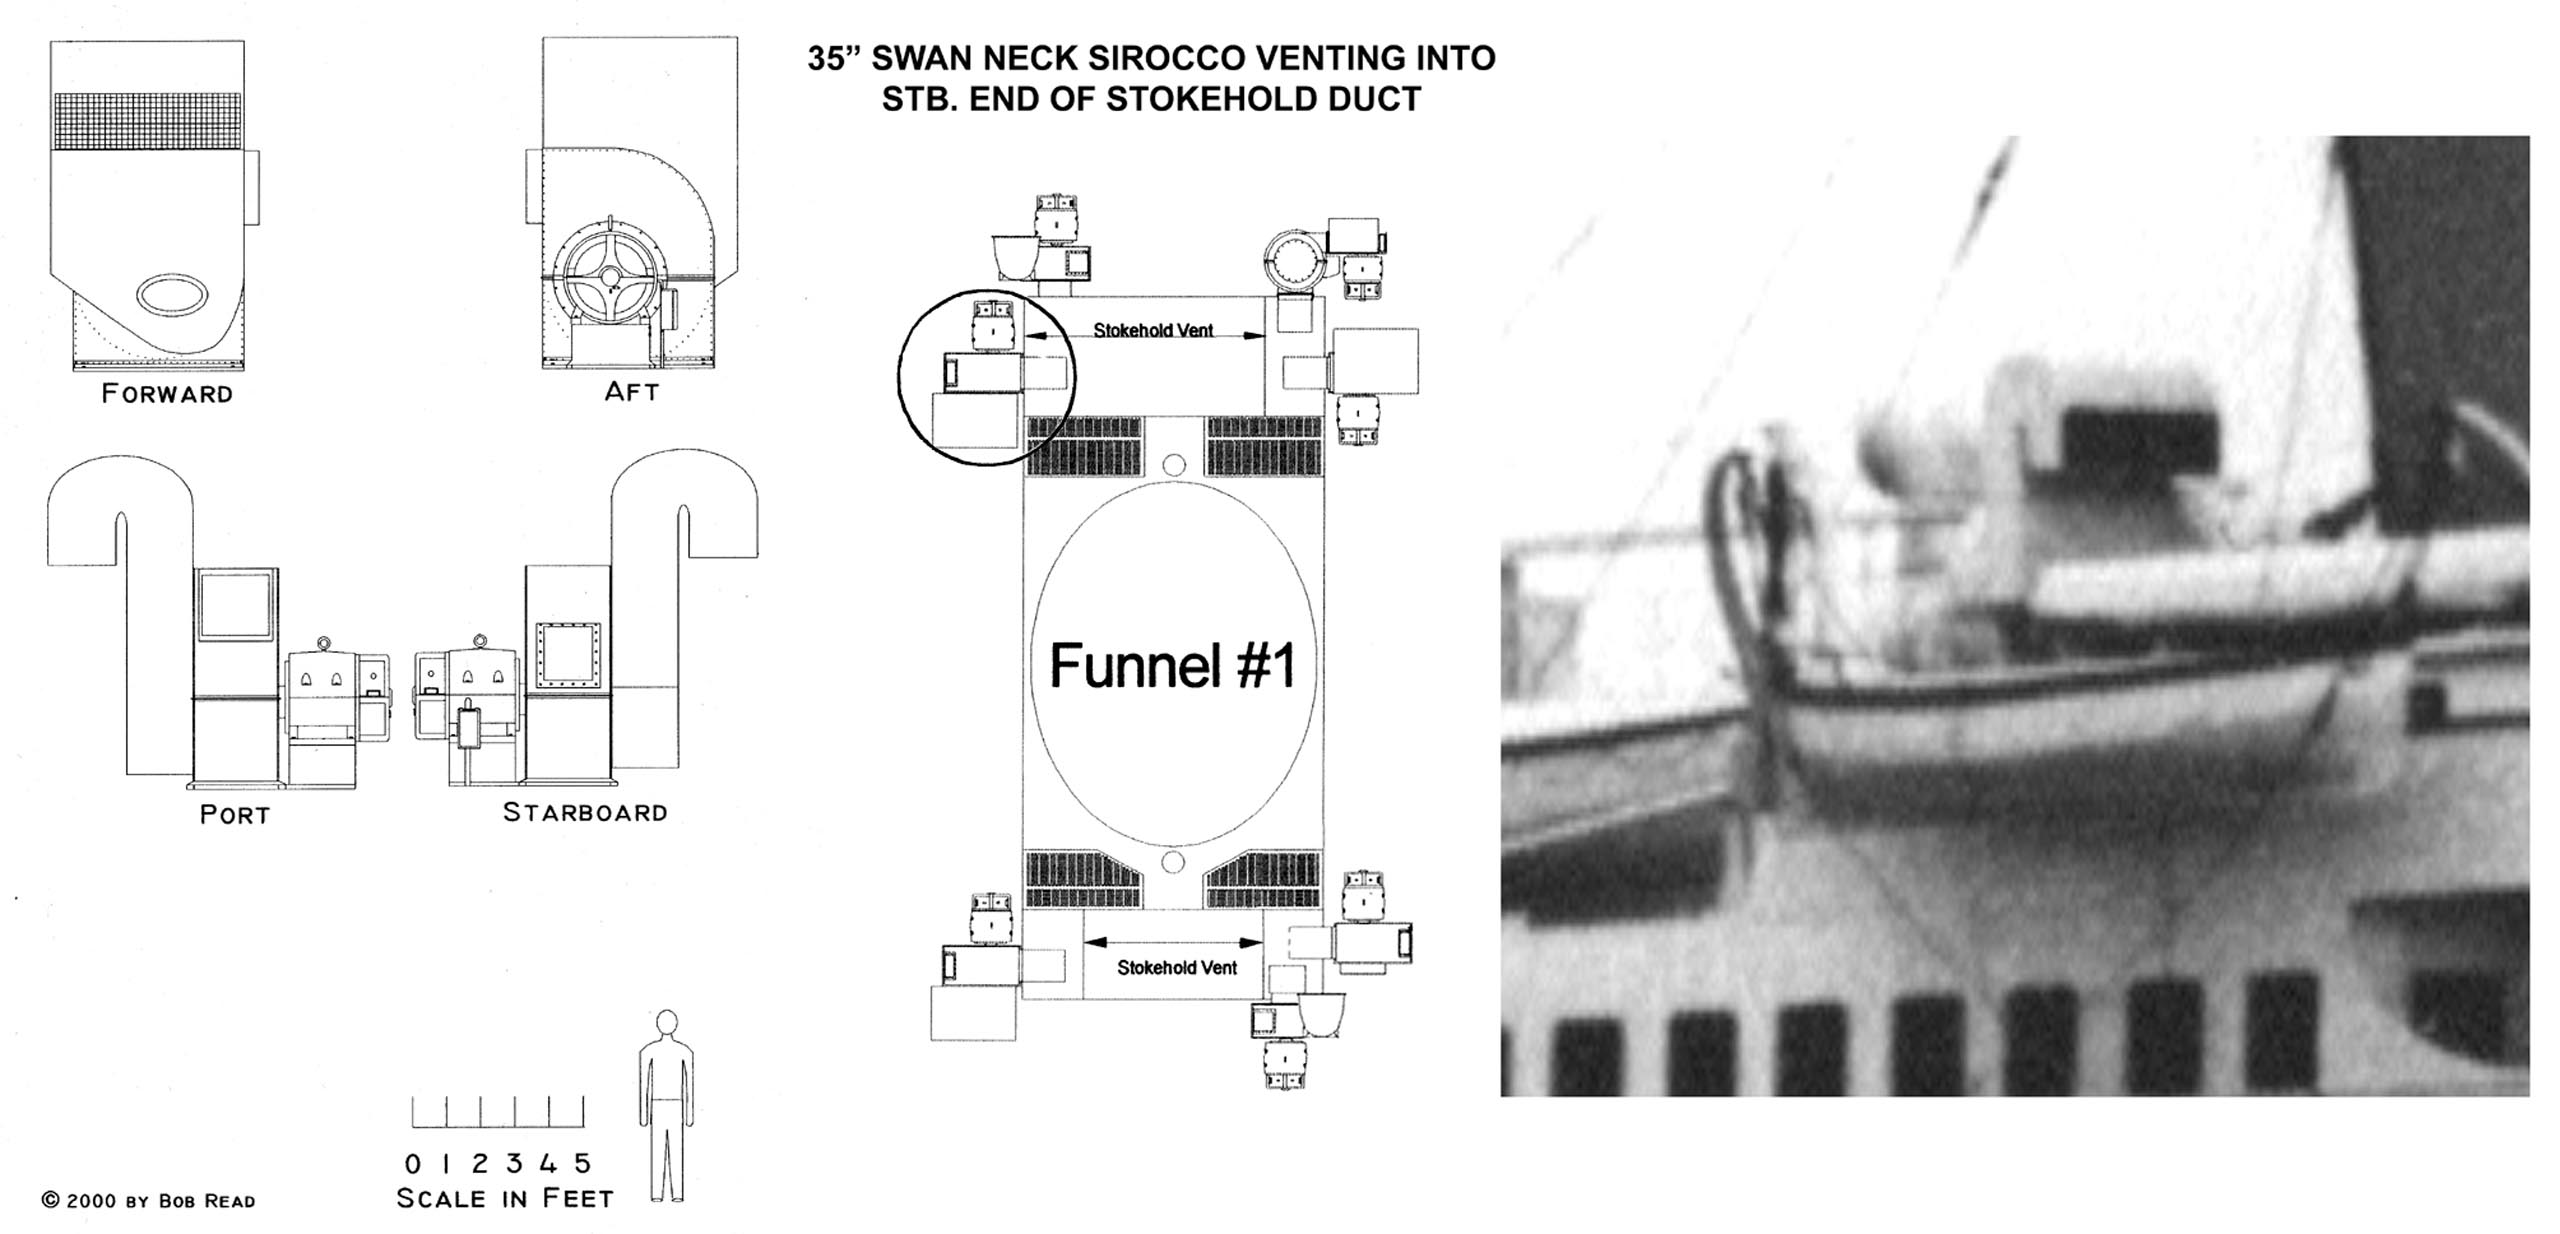 35” SWAN NECK SIROCCO VENTING INTO
STB. END OF STOKEHOLD DUCT
FORWARD
AFT
PORT
STARBOARD
Stokehold Vent
Funnel #1
Stokehold Vent
0 1 2 3 4 5
SCALE IN FEET
© 2000 BY BOB READ